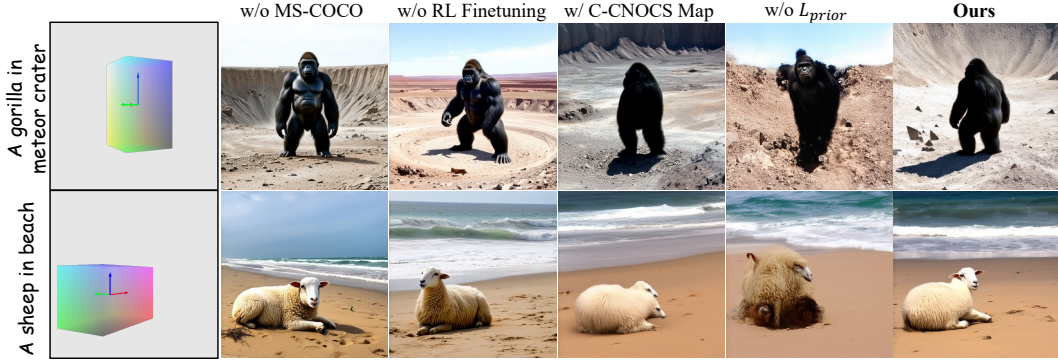 w/o MS-COCO w/o RL Finetuning w/ C-CNOCS Map w/o L_prior Ours
A gorilla in
meteor crater
A sheep in beach